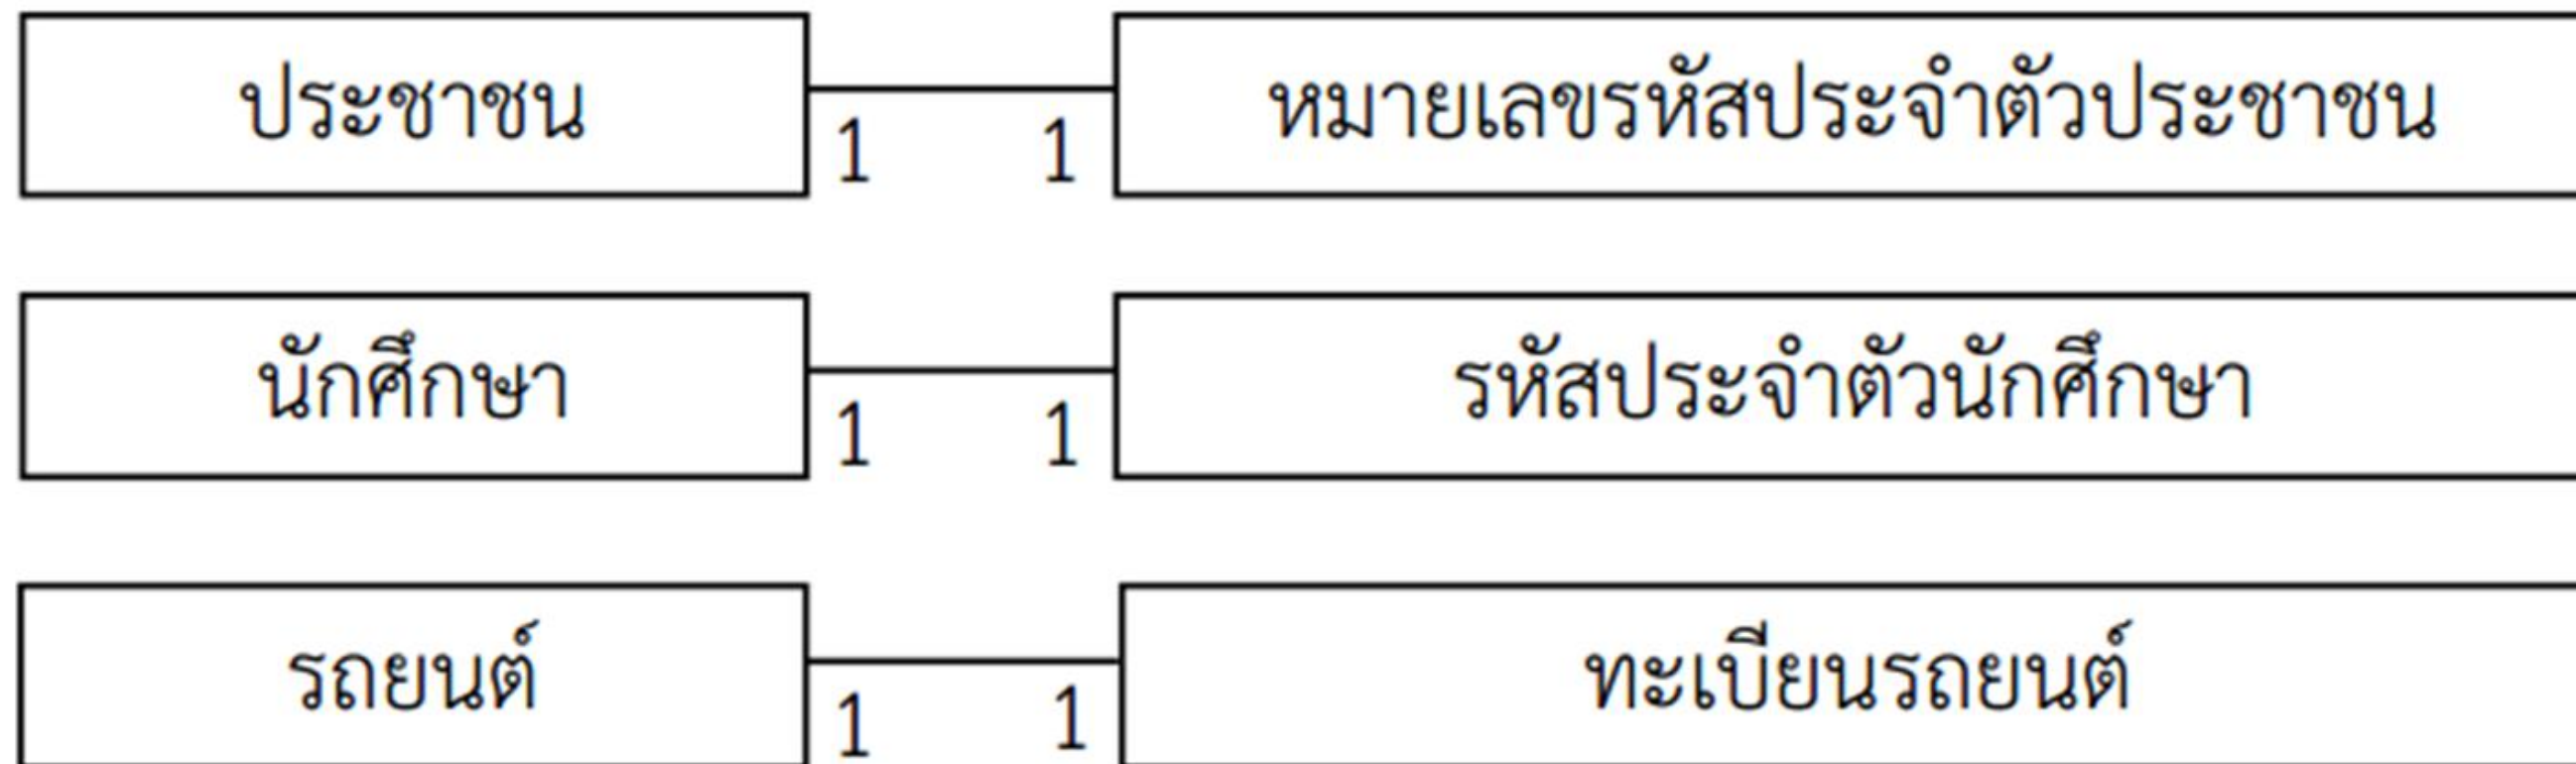 ประชาชน หมายเลขรหัสประจำตัวประชาชน
1 1
นักศึกษา รหัสประจำตัวนักศึกษา
1 1
รถยนต์ ทะเบียนรถยนต์
1 1